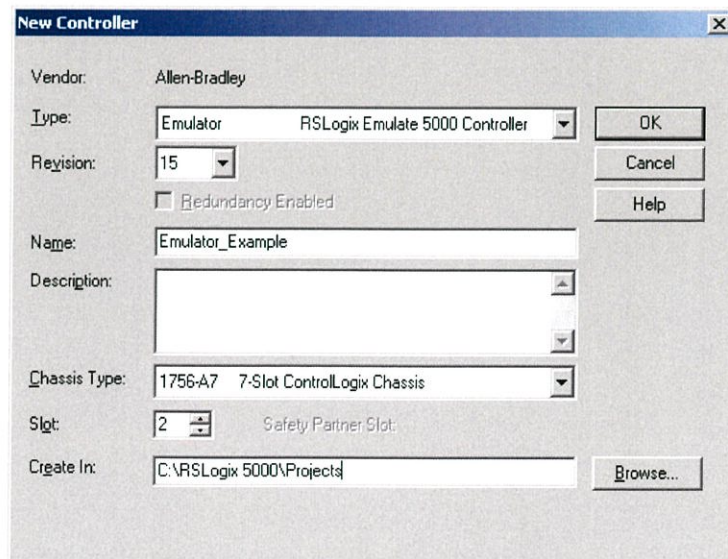 New Controller
Vendor: Allen-Bradley
Type: Emulator RSLogix Emulate 5000 Controller OK
Revision: 15 Cancel
Redundancy Enabled Help
Name: Emulator_Example
Description:
Chassis Type: 1756-A7 7-Slot ControlLogix Chassis
Slot: 2 Safety Partner Slot:
Create In: C:\RSLogix 5000\Projects Browse...